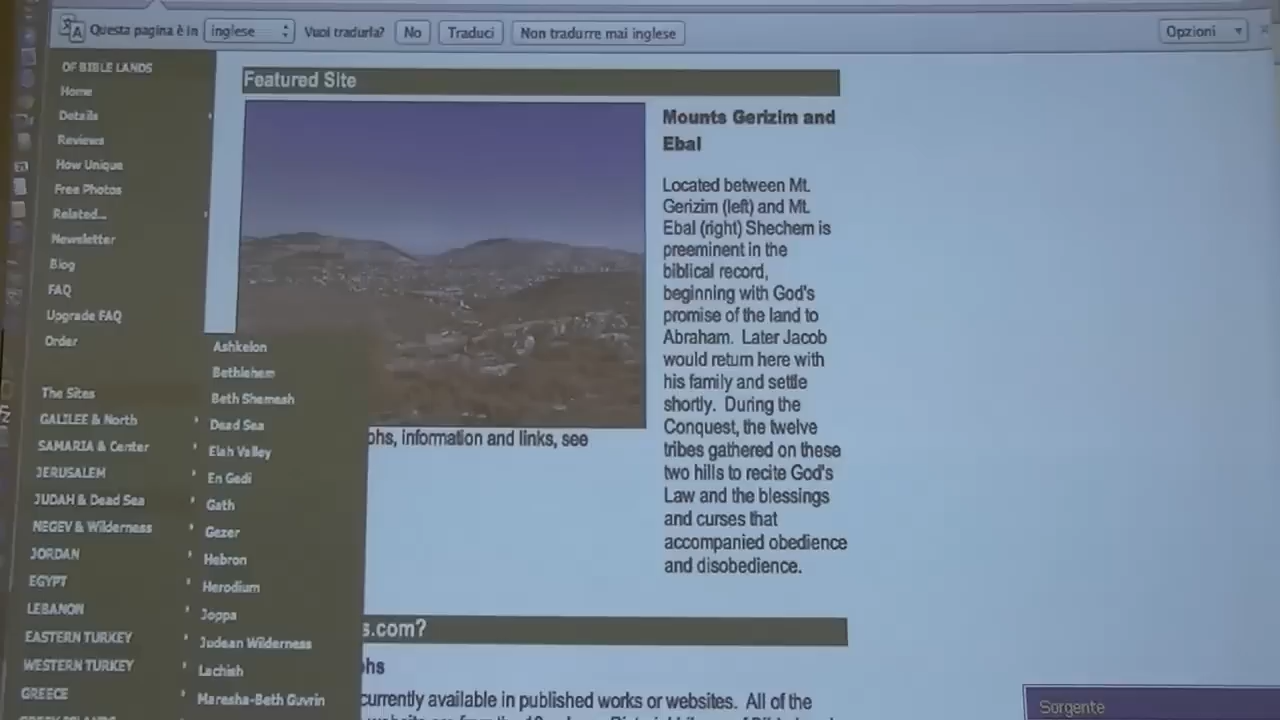 Questa pagina è in inglese Vuoi tradurla? No Traduci Non tradurre mai inglese Opzioni
OF BIBLE LANDS
Home
Details
Reviews
How Unique
Free Photos
Related...
Newsletter
Blog
FAQ
Upgrade FAQ
Order
The Sites
GALILEE & North
SAMARIA & Center
JERUSALEM
JUDAH & Dead Sea
NEGEV & Wilderness
JORDAN
EGYPT
LEBANON
EASTERN TURKEY
WESTERN TURKEY
GREECE
Ashkelon
Bethlehem
Beth Shemesh
Dead Sea
Elah Valley
En Gedi
Gath
Gezer
Hebron
Herodium
Joppa
Judean Wilderness
Lachish
Maresha-Beth Guvrin
Featured Site
Mounts Gerizim and
Ebal
Located between Mt.
Gerizim (left) and Mt.
Ebal (right) Shechem is
preeminent in the
biblical record,
beginning with God's
promise of the land to
Abraham. Later Jacob
would return here with
his family and settle
shortly. During the
Conquest, the twelve
tribes gathered on these
two hills to recite God's
Law and the blessings
and curses that
accompanied obedience
and disobedience.
phs, information and links, see
s.com?
phs
currently available in published works or websites. All of the
Sorgente